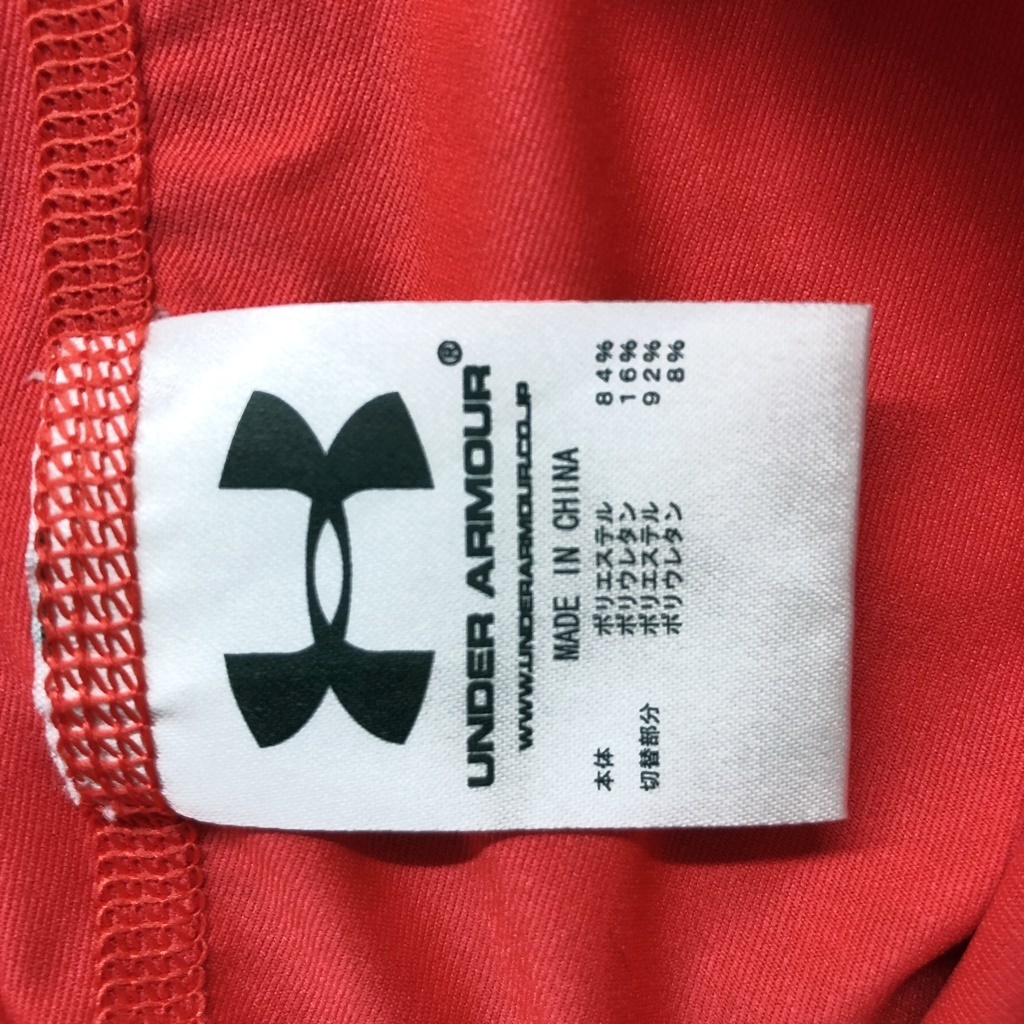 UNDER ARMOUR®
WWW.UNDERARMOUR.CO.JP
MADE IN CHINA
本体 ポリエステル 84%
ポリウレタン 16%
切替部分 ポリエステル 92%
ポリウレタン 8%